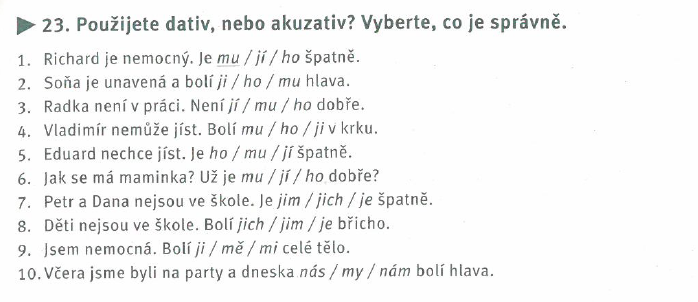 ▶ 23. Použijete dativ, nebo akuzativ? Vyberte, co je správně.
1. Richard je nemocný. Je mu / jí / ho špatně.
2. Soňa je unavená a bolí ji / ho / mu hlava.
3. Radka není v práci. Není jí / mu / ho dobře.
4. Vladimír nemůže jíst. Bolí mu / ho / ji v krku.
5. Eduard nechce jíst. Je ho / mu / jí špatně.
6. Jak se má maminka? Už je mu / jí / ho dobře?
7. Petr a Dana nejsou ve škole. Je jim / jich / je špatně.
8. Děti nejsou ve škole. Bolí jich / jim / je břicho.
9. Jsem nemocná. Bolí ji / mě / mi celé tělo.
10. Včera jsme byli na party a dneska nás / my / nám bolí hlava.